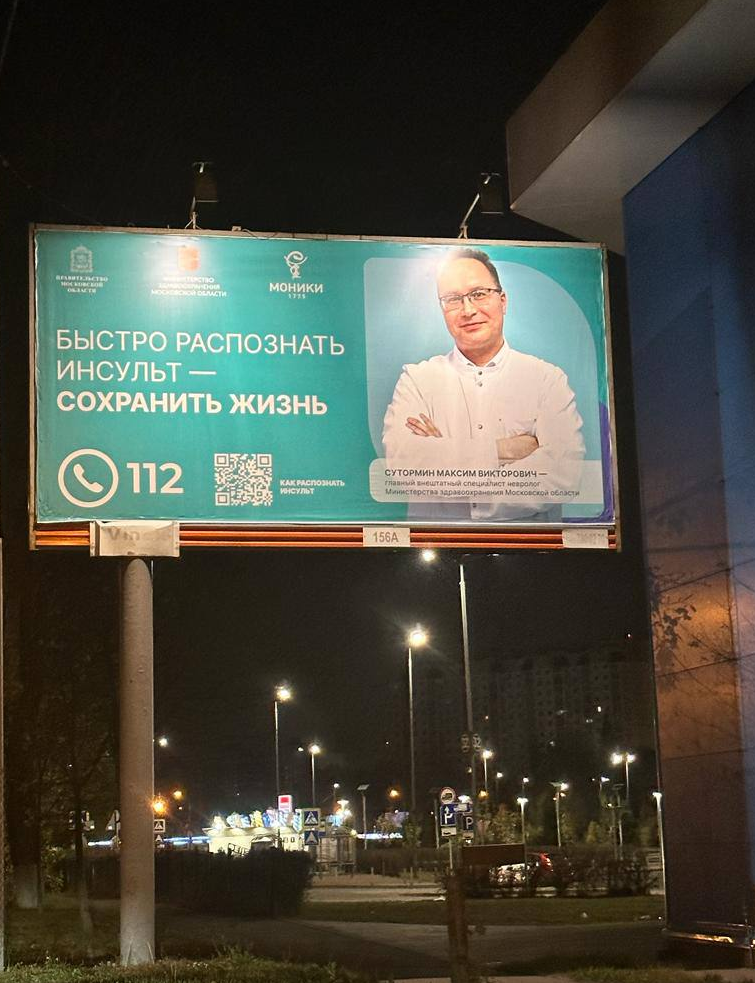 ПРАВИТЕЛЬСТВО
МОСКОВСКОЙ
ОБЛАСТИ
МИНИСТЕРСТВО
ЗДРАВООХРАНЕНИЯ
МОСКОВСКОЙ ОБЛАСТИ
МОНИКИ
1775
БЫСТРО РАСПОЗНАТЬ
ИНСУЛЬТ —
СОХРАНИТЬ ЖИЗНЬ
112
КАК РАСПОЗНАТЬ
ИНСУЛЬТ
СУТОРМИН МАКСИМ ВИКТОРОВИЧ —
главный внештатный специалист невролог
Министерства здравоохранения Московской области
156А
P